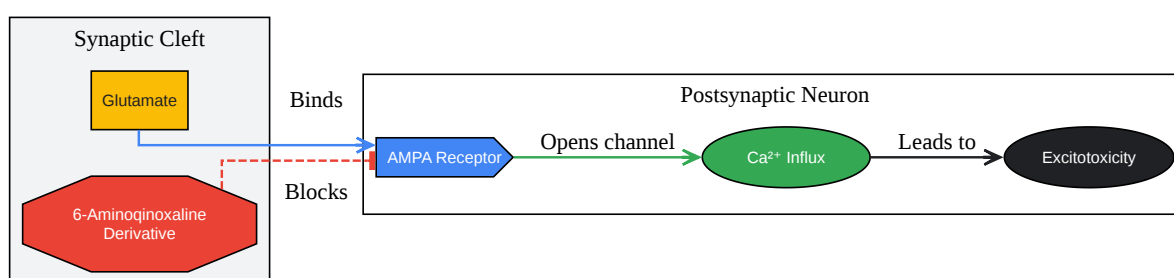 Synaptic Cleft
Glutamate
6-Aminoqinoxaline
Derivative
Binds
Blocks
Postsynaptic Neuron
AMPA Receptor
Opens channel
Ca²⁺ Influx
Leads to
Excitotoxicity